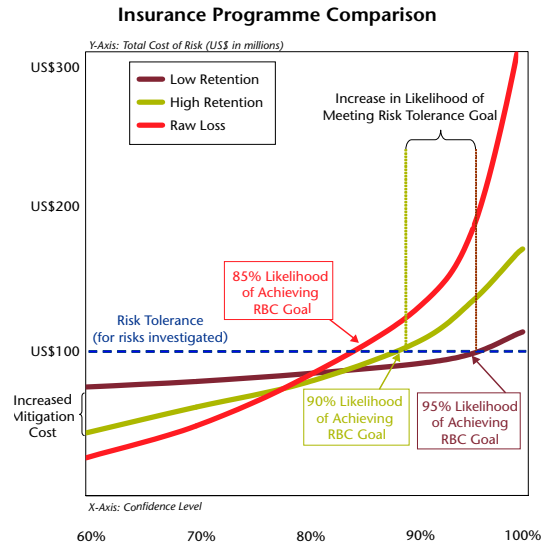 Insurance Programme Comparison
Y-Axis: Total Cost of Risk (US$ in millions)
US$300
Low Retention
High Retention
Raw Loss
Increase in Likelihood of
Meeting Risk Tolerance Goal
US$200
85% Likelihood
of Achieving
RBC Goal
Risk Tolerance
(for risks investigated)
US$100
Increased
Mitigation
Cost
90% Likelihood
of Achieving
RBC Goal
95% Likelihood
of Achieving
RBC Goal
X-Axis: Confidence Level
60%
70%
80%
90%
100%